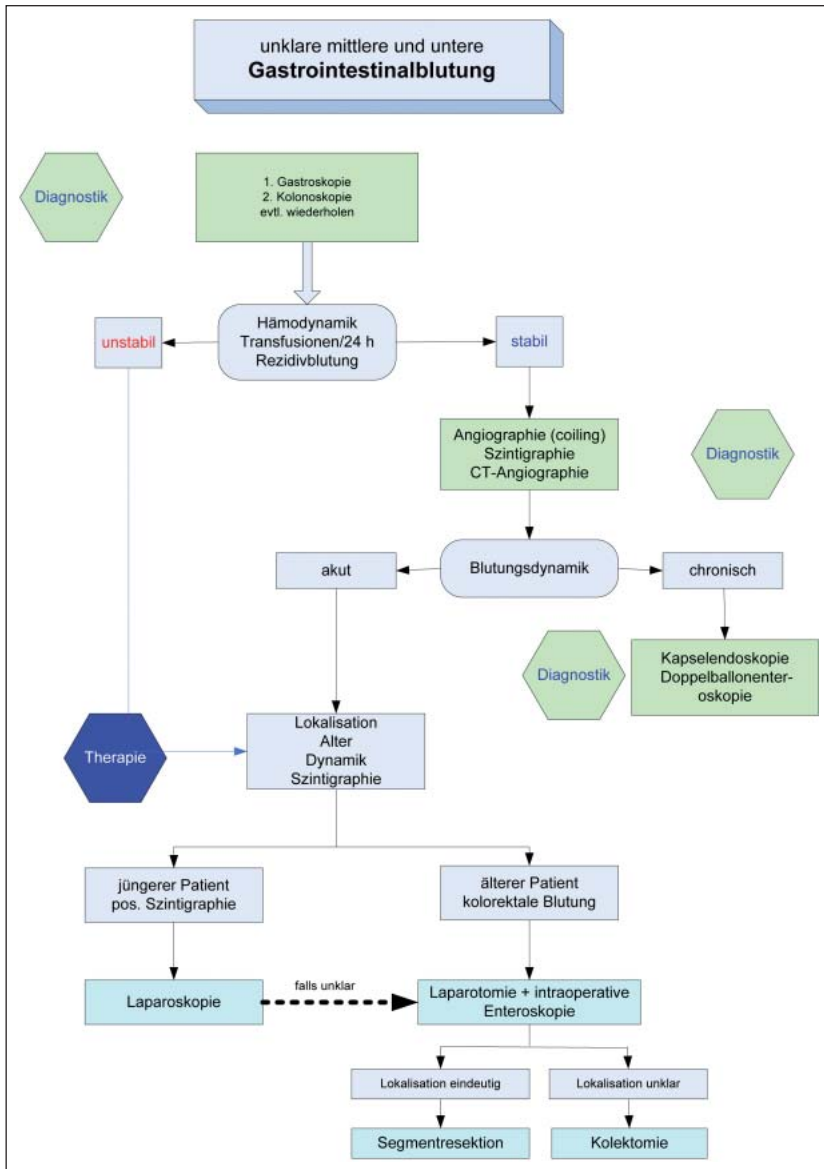 unklare mittlere und untere
Gastrointestinalblutung
Diagnostik
1. Gastroskopie
2. Kolonoskopie
evtl. wiederholen
unstabil
Hämodynamik
Transfusionen/24 h
Rezidivblutung
stabil
Angiographie (coiling)
Szintigraphie
CT-Angiographie
Diagnostik
akut
Blutungsdynamik
chronisch
Diagnostik
Kapselendoskopie
Doppelballonenter-
oskopie
Therapie
Lokalisation
Alter
Dynamik
Szintigraphie
jüngerer Patient
pos. Szintigraphie
älterer Patient
kolorektale Blutung
Laparoskopie
falls unklar
Laparotomie + intraoperative
Enteroskopie
Lokalisation eindeutig
Lokalisation unklar
Segmentresektion
Kolektomie